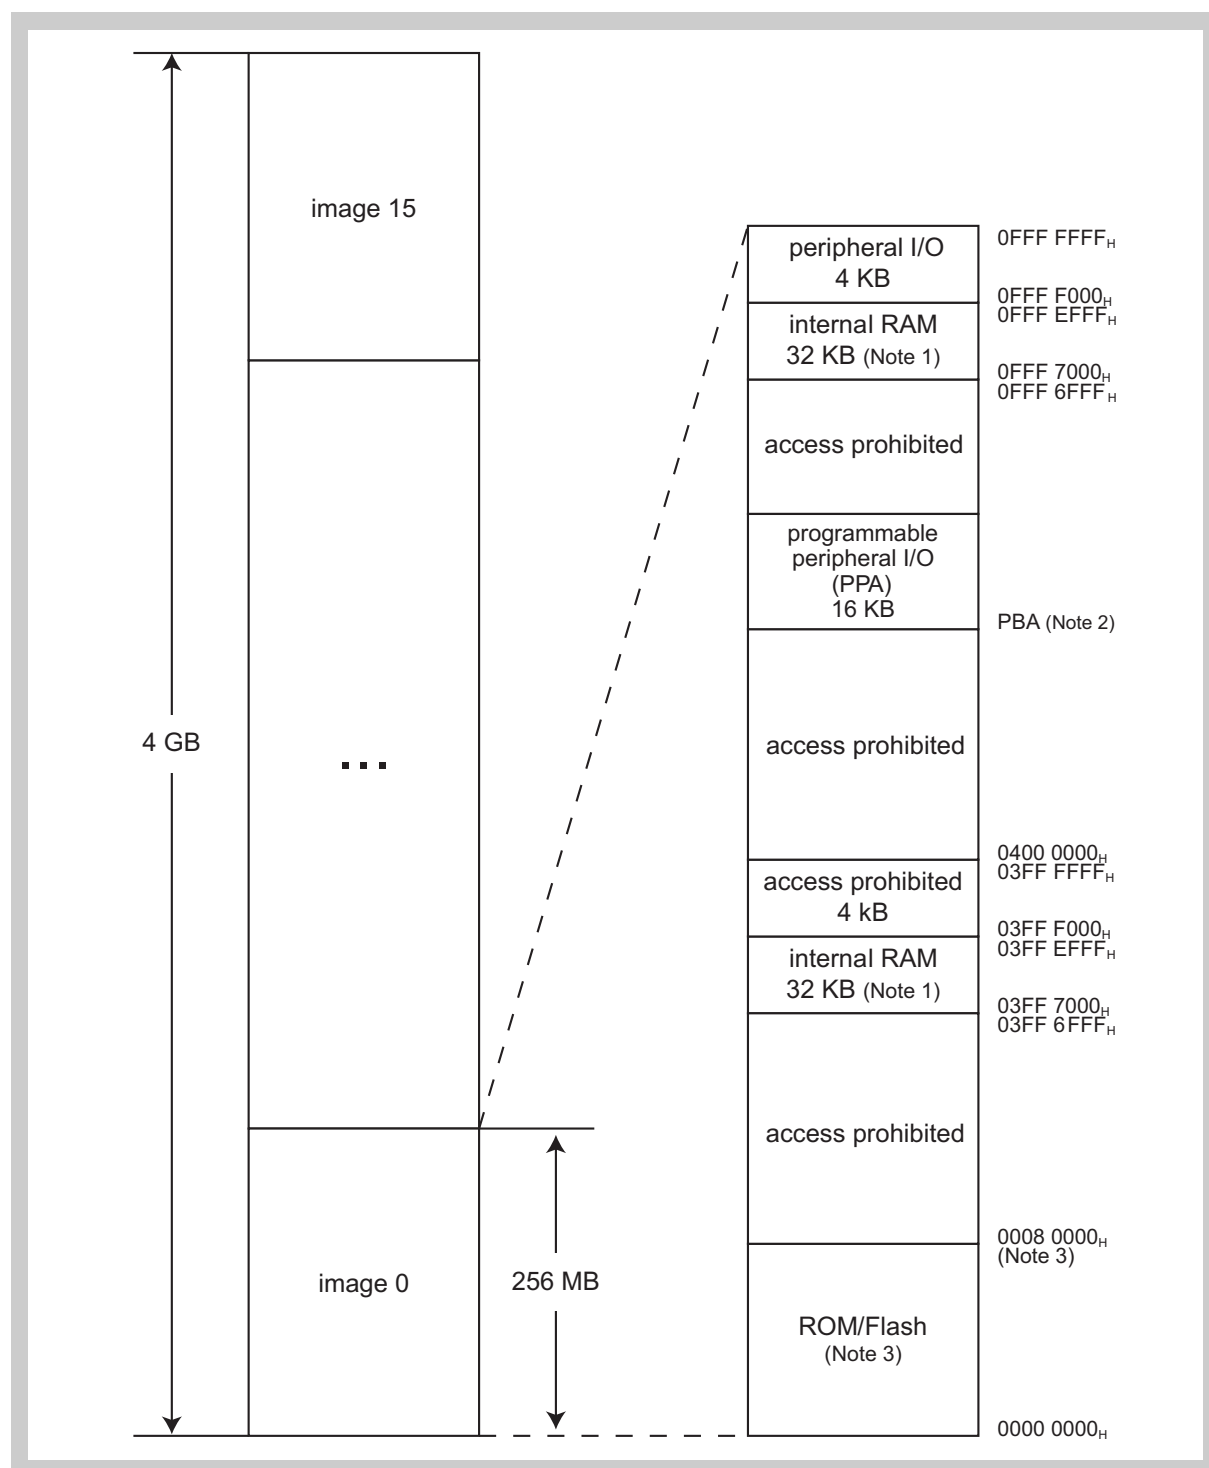 image 15
...
4 GB
image 0
256 MB
peripheral I/O
4 KB
internal RAM
32 KB (Note 1)
access prohibited
programmable
peripheral I/O
(PPA)
16 KB
access prohibited
access prohibited
4 kB
internal RAM
32 KB (Note 1)
access prohibited
ROM/Flash
(Note 3)
0FFF FFFFH
0FFF F000H
0FFF EFFFH
0FFF 7000H
0FFF 6FFFH
PBA (Note 2)
0400 0000H
03FF FFFFH
03FF F000H
03FF EFFFH
03FF 7000H
03FF 6FFFH
0008 0000H
(Note 3)
0000 0000H